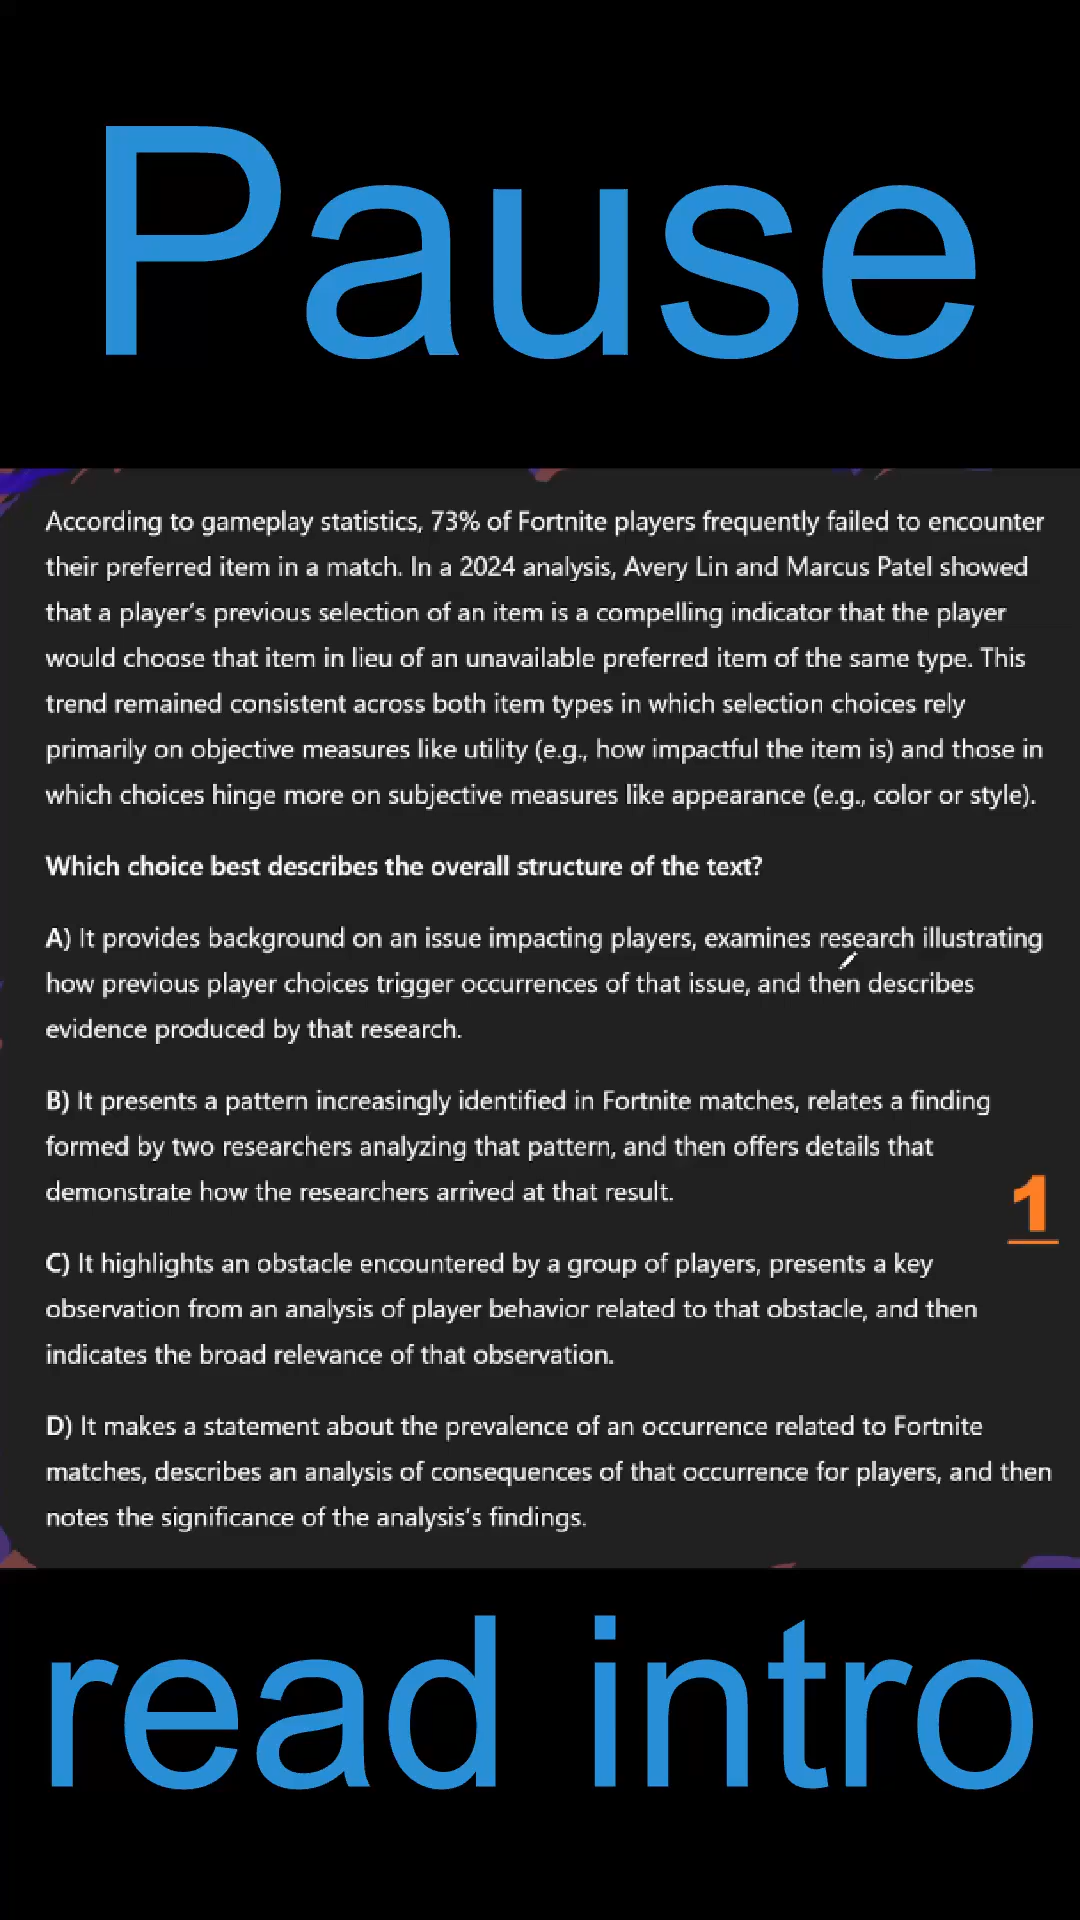 Pause
According to gameplay statistics, 73% of Fortnite players frequently failed to encounter
their preferred item in a match. In a 2024 analysis, Avery Lin and Marcus Patel showed
that a player's previous selection of an item is a compelling indicator that the player
would choose that item in lieu of an unavailable preferred item of the same type. This
trend remained consistent across both item types in which selection choices rely
primarily on objective measures like utility (e.g., how impactful the item is) and those in
which choices hinge more on subjective measures like appearance (e.g., color or style).
Which choice best describes the overall structure of the text?
A) It provides background on an issue impacting players, examines research illustrating
how previous player choices trigger occurrences of that issue, and then describes
evidence produced by that research.
B) It presents a pattern increasingly identified in Fortnite matches, relates a finding
formed by two researchers analyzing that pattern, and then offers details that
demonstrate how the researchers arrived at that result.
1
C) It highlights an obstacle encountered by a group of players, presents a key
observation from an analysis of player behavior related to that obstacle, and then
indicates the broad relevance of that observation.
D) It makes a statement about the prevalence of an occurrence related to Fortnite
matches, describes an analysis of consequences of that occurrence for players, and then
notes the significance of the analysis's findings.
read intro